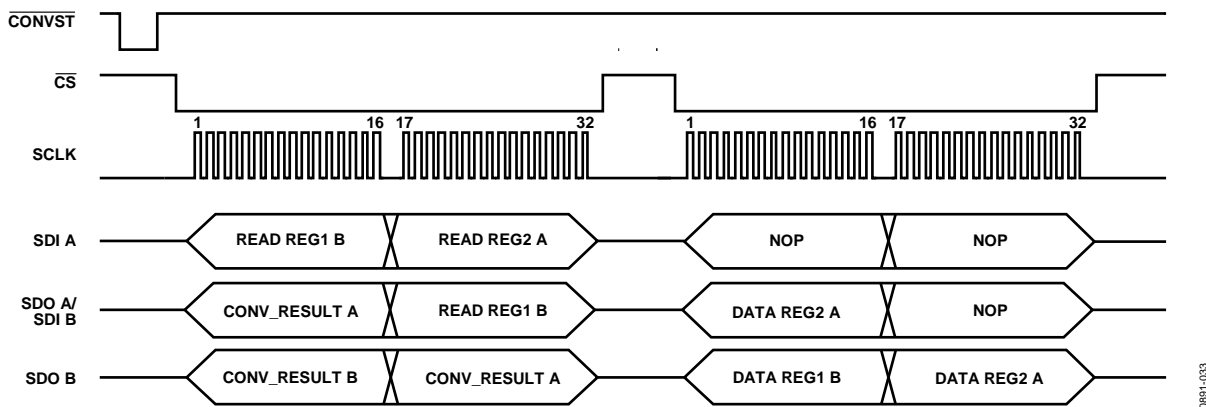 CONVST
CS
1 16 17 32 1 16 17 32
SCLK
SDI A READ REG1 B READ REG2 A NOP NOP
SDO A/
SDI B CONV_RESULT A READ REG1 B DATA REG2 A NOP
SDO B CONV_RESULT B CONV_RESULT A DATA REG1 B DATA REG2 A